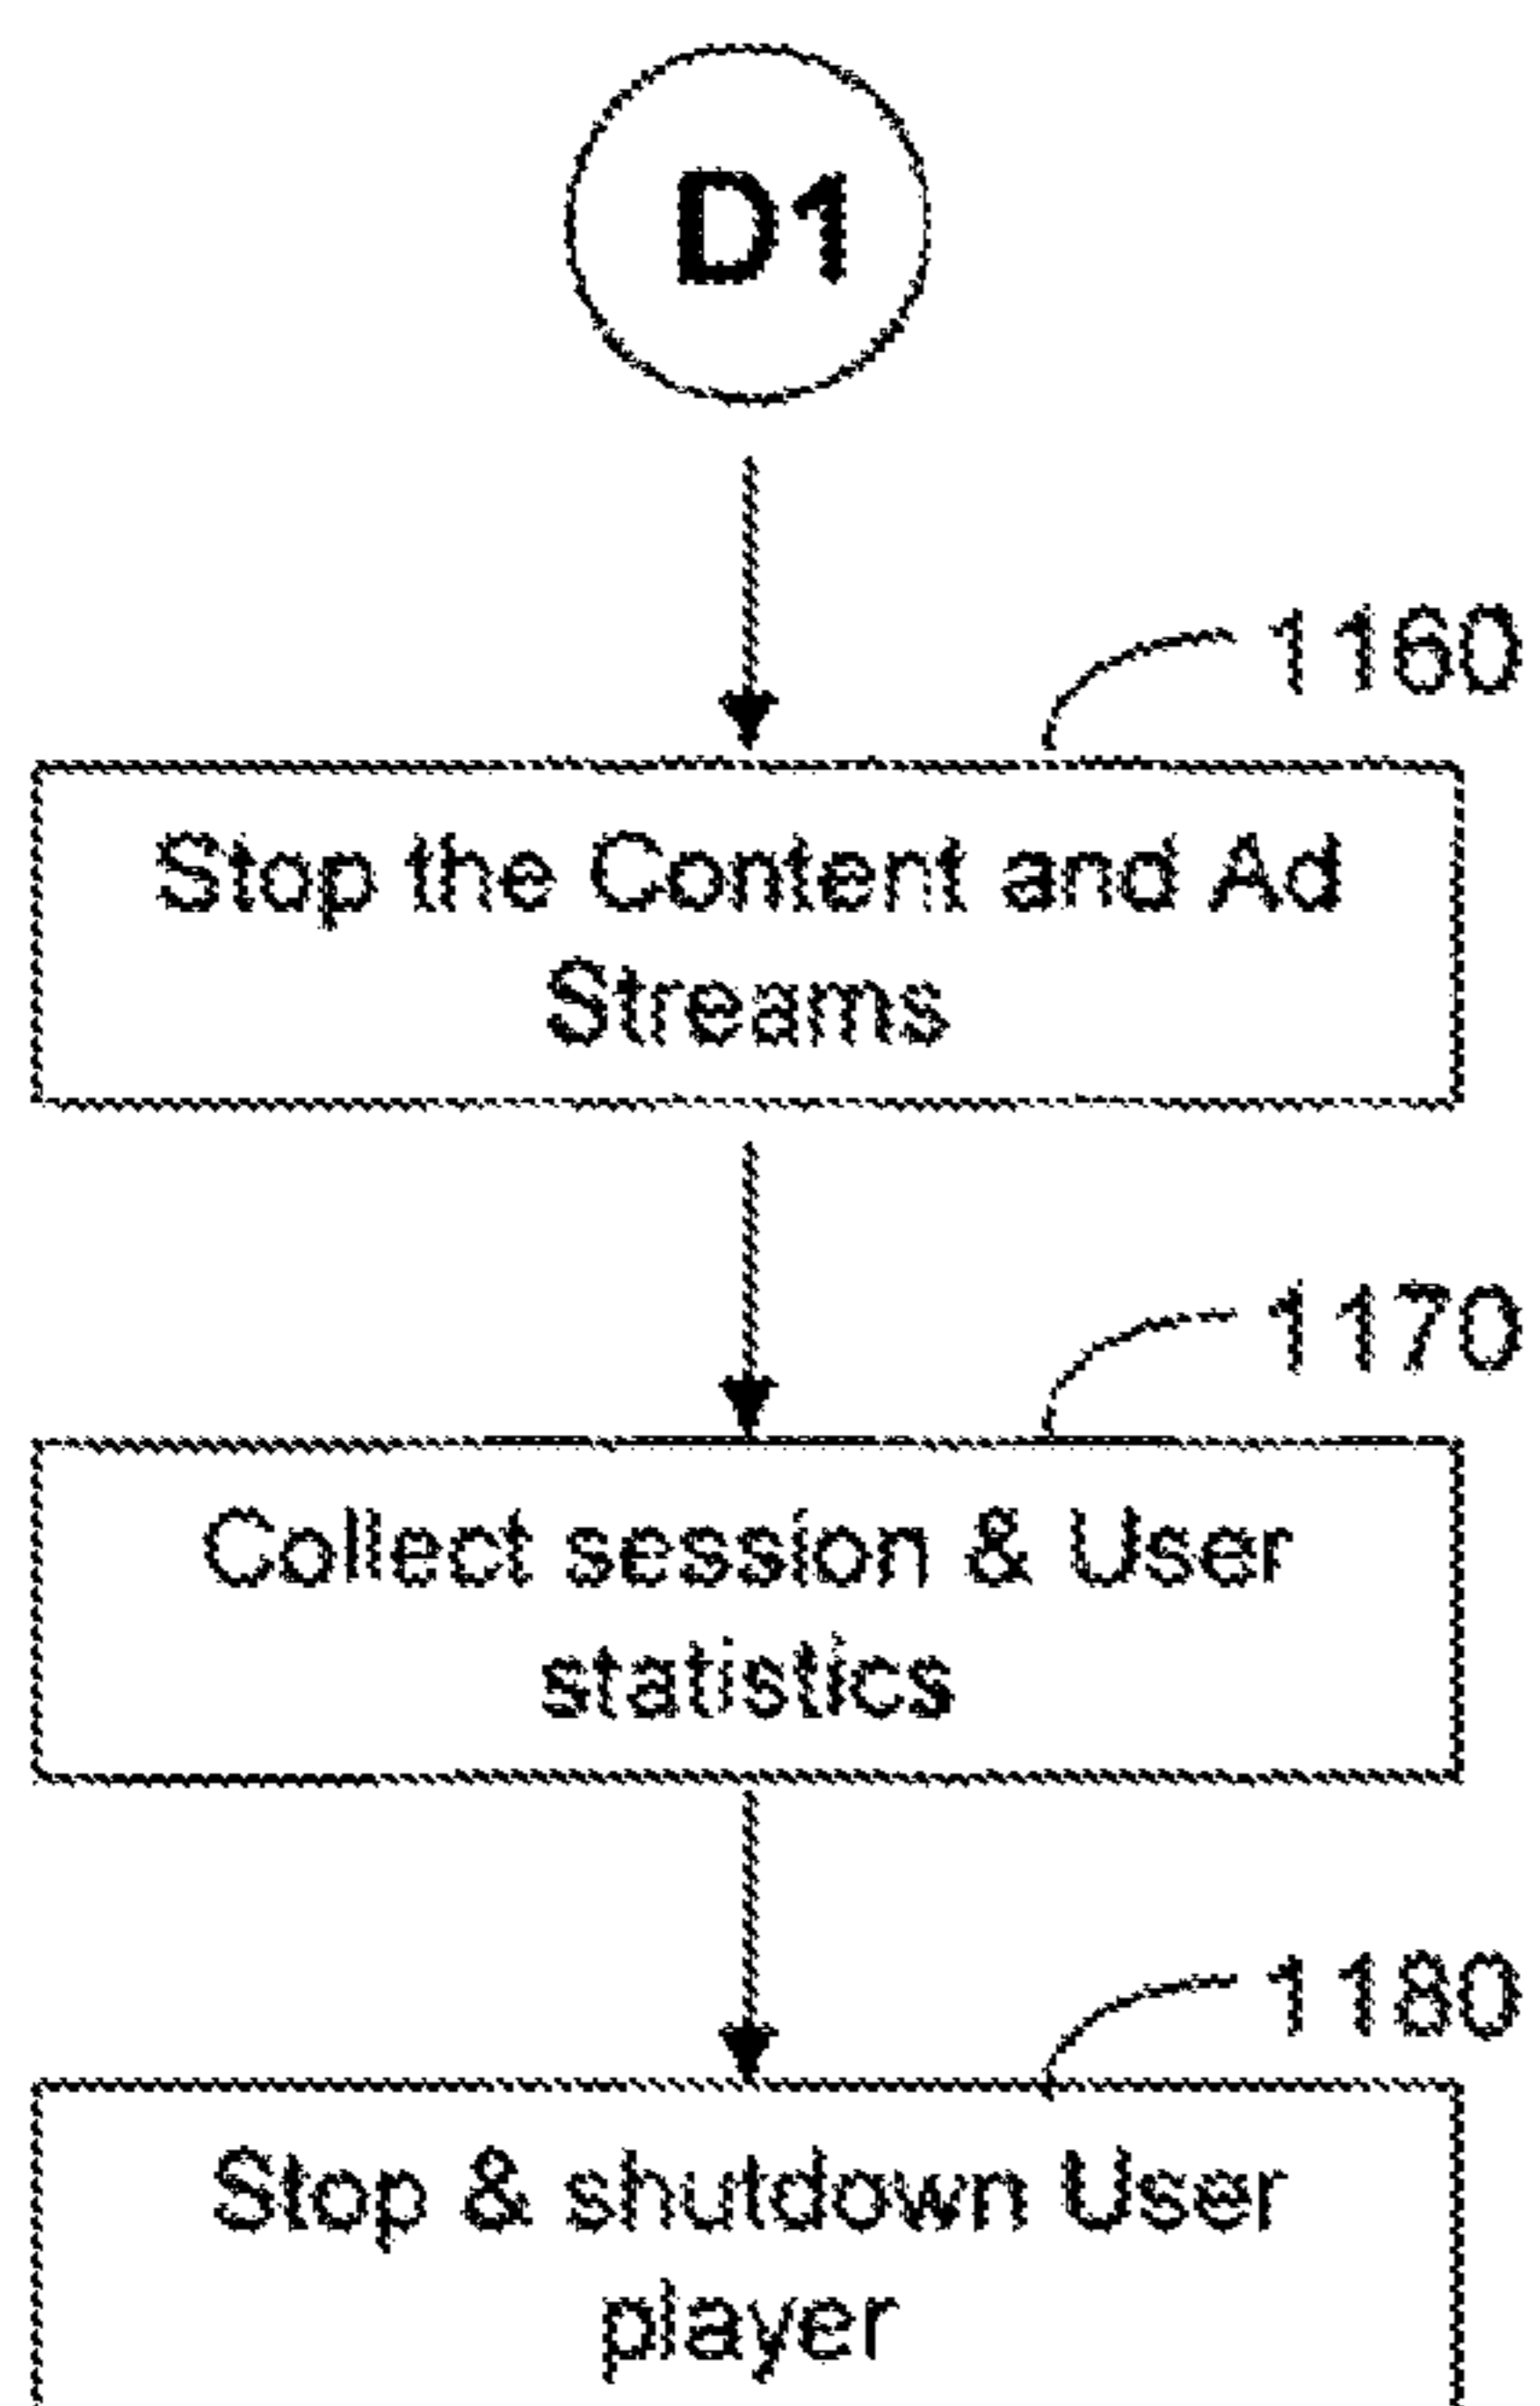 D1
1160
Stop the Content and Ad
Streams
1170
Collect session & User
statistics
1180
Stop & shutdown User
player